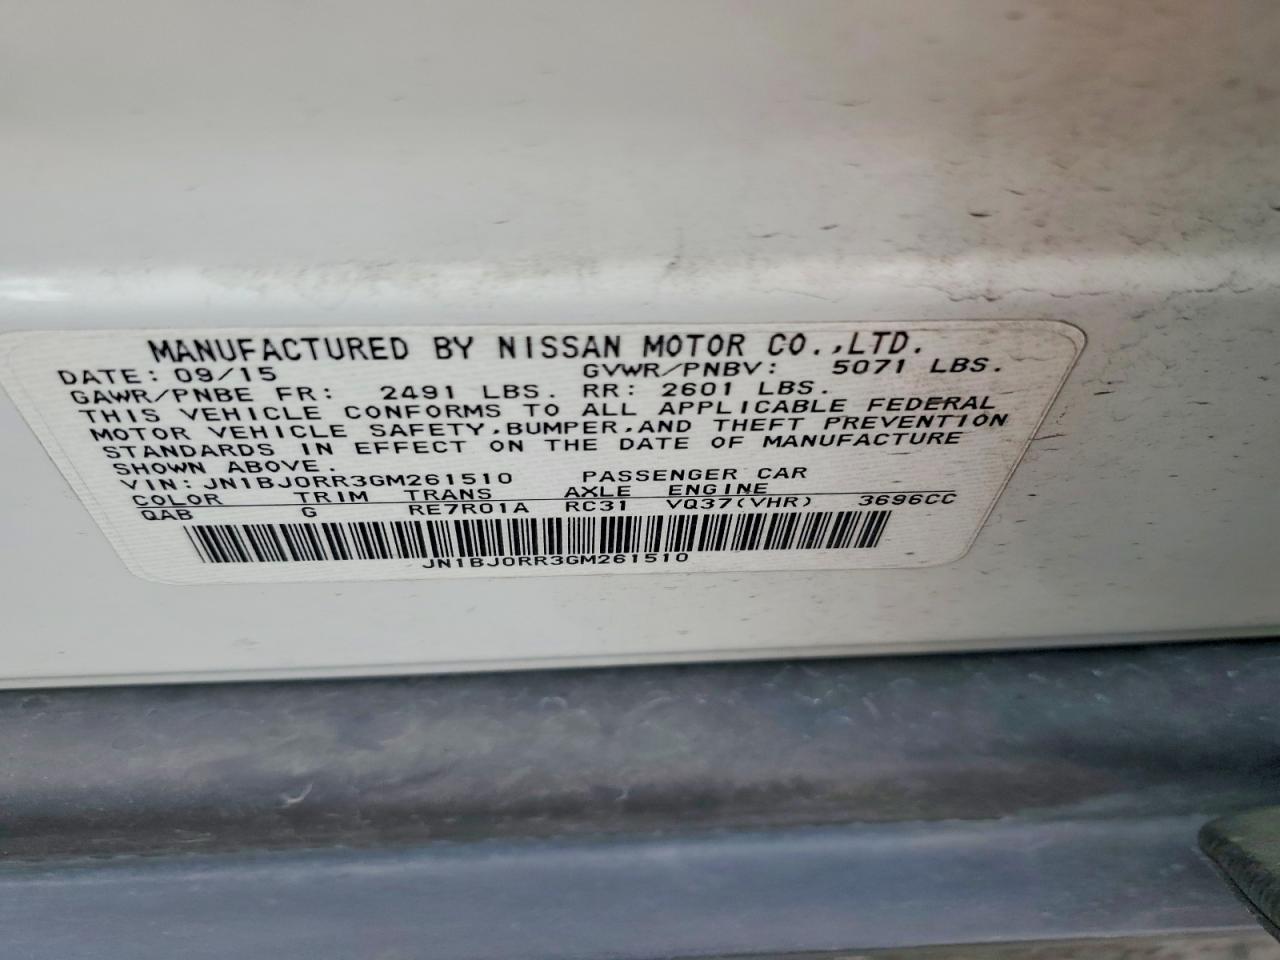 MANUFACTURED BY NISSAN MOTOR CO.,LTD.
DATE: 09/15 GVWR/PNBV: 5071 LBS.
GAWR/PNBE FR: 2491 LBS. RR: 2601 LBS.
THIS VEHICLE CONFORMS TO ALL APPLICABLE FEDERAL
MOTOR VEHICLE SAFETY,BUMPER,AND THEFT PREVENTION
STANDARDS IN EFFECT ON THE DATE OF MANUFACTURE
SHOWN ABOVE.
VIN: JN1BJ0RR3GM261510 PASSENGER CAR
COLOR TRIM TRANS AXLE ENGINE
QAB G RE7R01A RC31 VQ37(VHR) 3696CC
JN1BJ0RR3GM261510